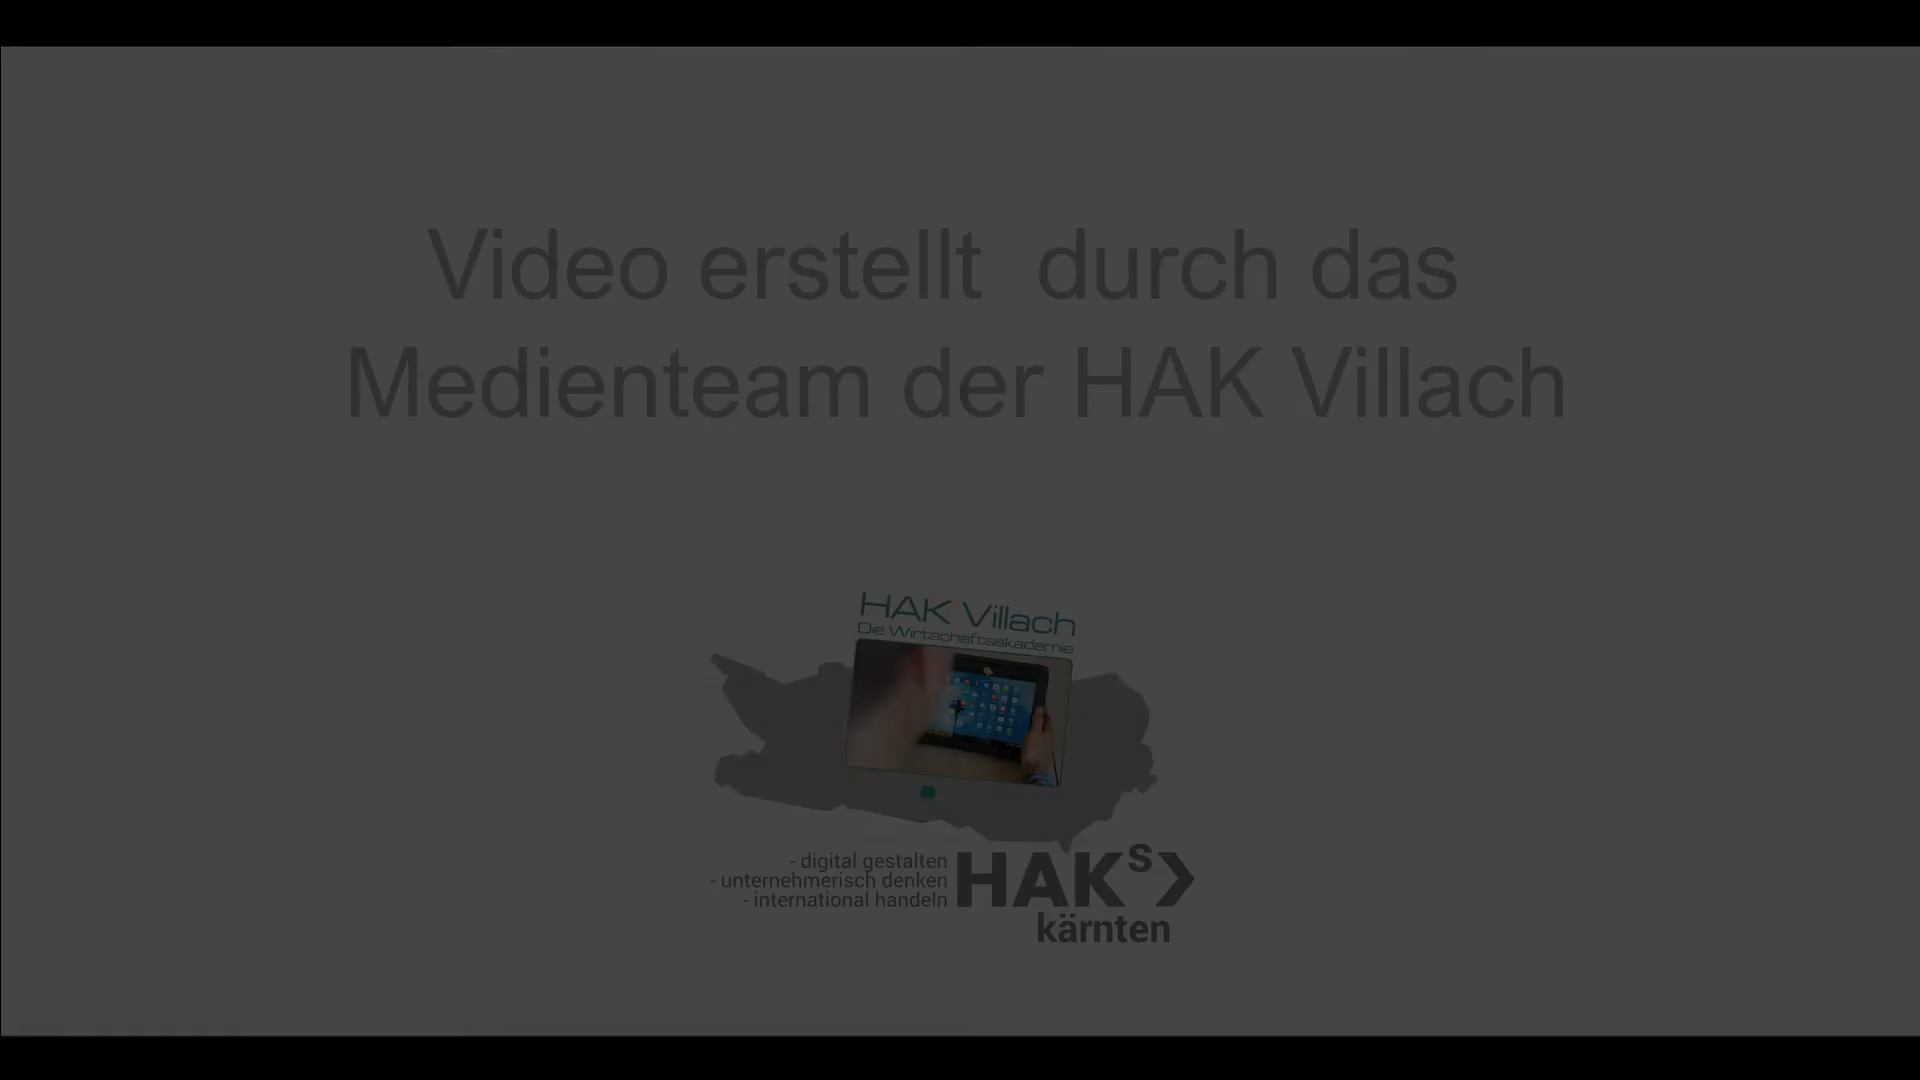 Video erstellt  durch das
Medienteam der HAK Villach
HAK Villach
Die Wirtschaftsakademie
- digital gestalten
- unternehmerisch denken
- international handeln
HAKs
kärnten